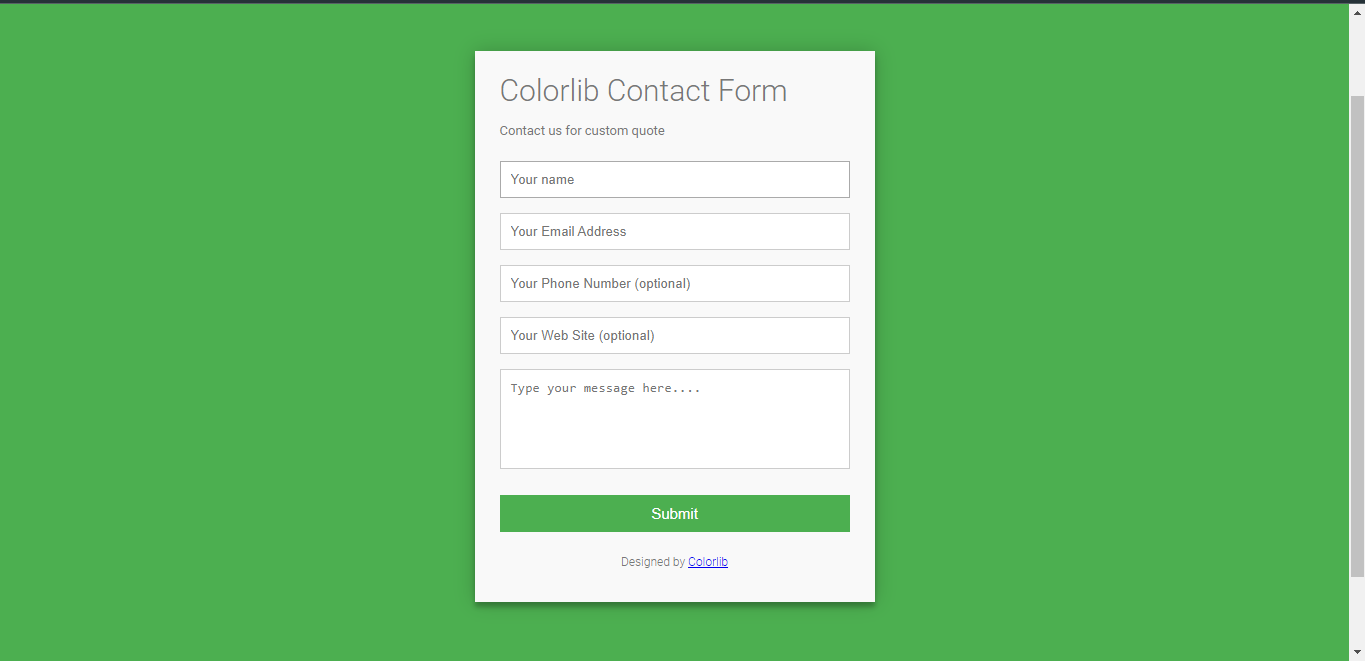 Colorlib Contact Form
Contact us for custom quote
Your name
Your Email Address
Your Phone Number (optional)
Your Web Site (optional)
Type your message here....
Submit
Designed by Colorlib